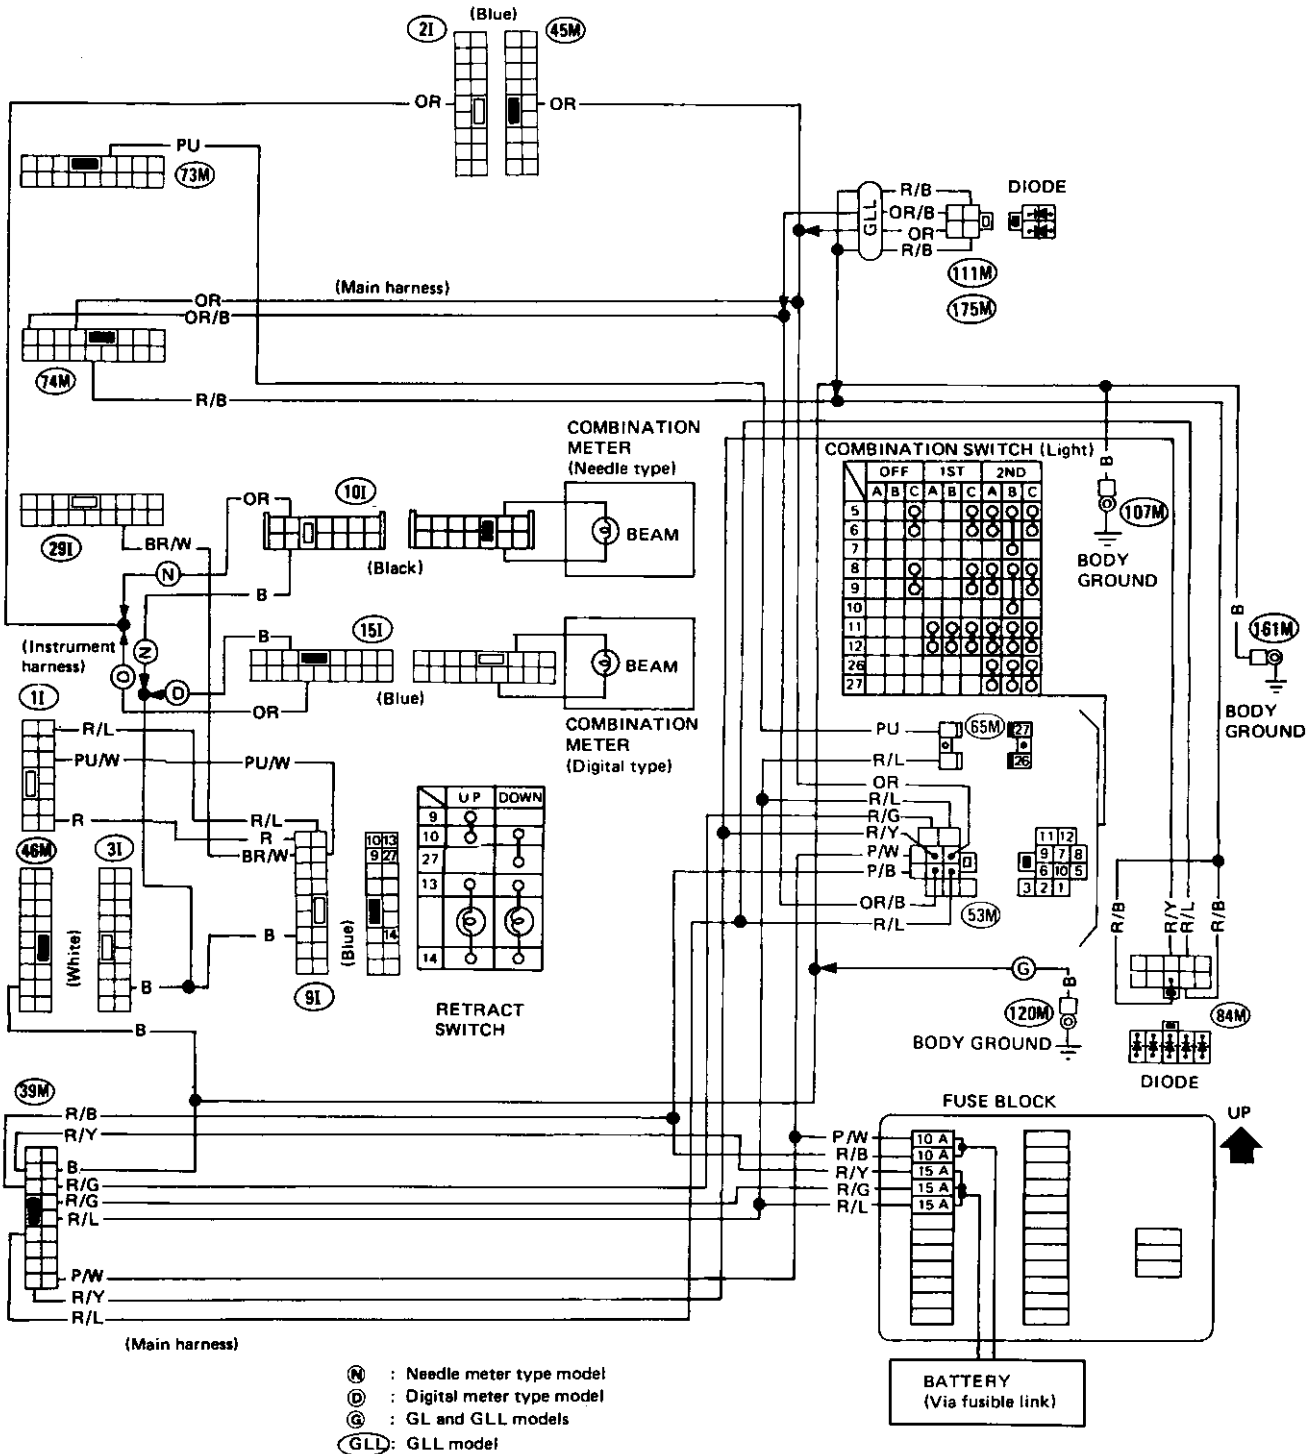 (Blue)
2I
45M
OR
OR
PU
73M
DIODE
GLL
R/B
OR/B
OR
R/B
111M
175M
(Main harness)
OR
OR/B
74M
R/B
COMBINATION
METER
(Needle type)
BEAM
COMBINATION SWITCH (Light)
OFF 1ST 2ND
A B C A B C A B C
5
6
7
8
9
10
11
12
26
27
B
107M
BODY
GROUND
B
161M
BODY
GROUND
29I
OR
10I
BR/W
N
(Black)
B
(Instrument
harness)
N
B
15I
D
D
OR
(Blue)
BEAM
COMBINATION
METER
(Digital type)
1I
R/L
PU/W
PU/W
R
R/L
R
BR/W
46M
3I
(White)
B
B
B
9I
(Blue)
10 13
9 27
14
UP DOWN
9
10
27
13
14
RETRACT
SWITCH
PU
65M
27
R/L
26
OR
R/L
R/G
R/Y
P/W
P/B
OR/B
R/L
53M
11 12
9 7 8
6 10 5
3 2 1
R/B
R/Y
R/L
R/B
84M
DIODE
G
B
120M
BODY GROUND
39M
R/B
R/Y
B
R/G
R/G
R/L
P/W
R/Y
R/L
(Main harness)
FUSE BLOCK
UP
P/W 10 A
R/B 10 A
R/Y 15 A
R/G 15 A
R/L 15 A
BATTERY
(Via fusible link)
N : Needle meter type model
D : Digital meter type model
G : GL and GLL models
GLL : GLL model